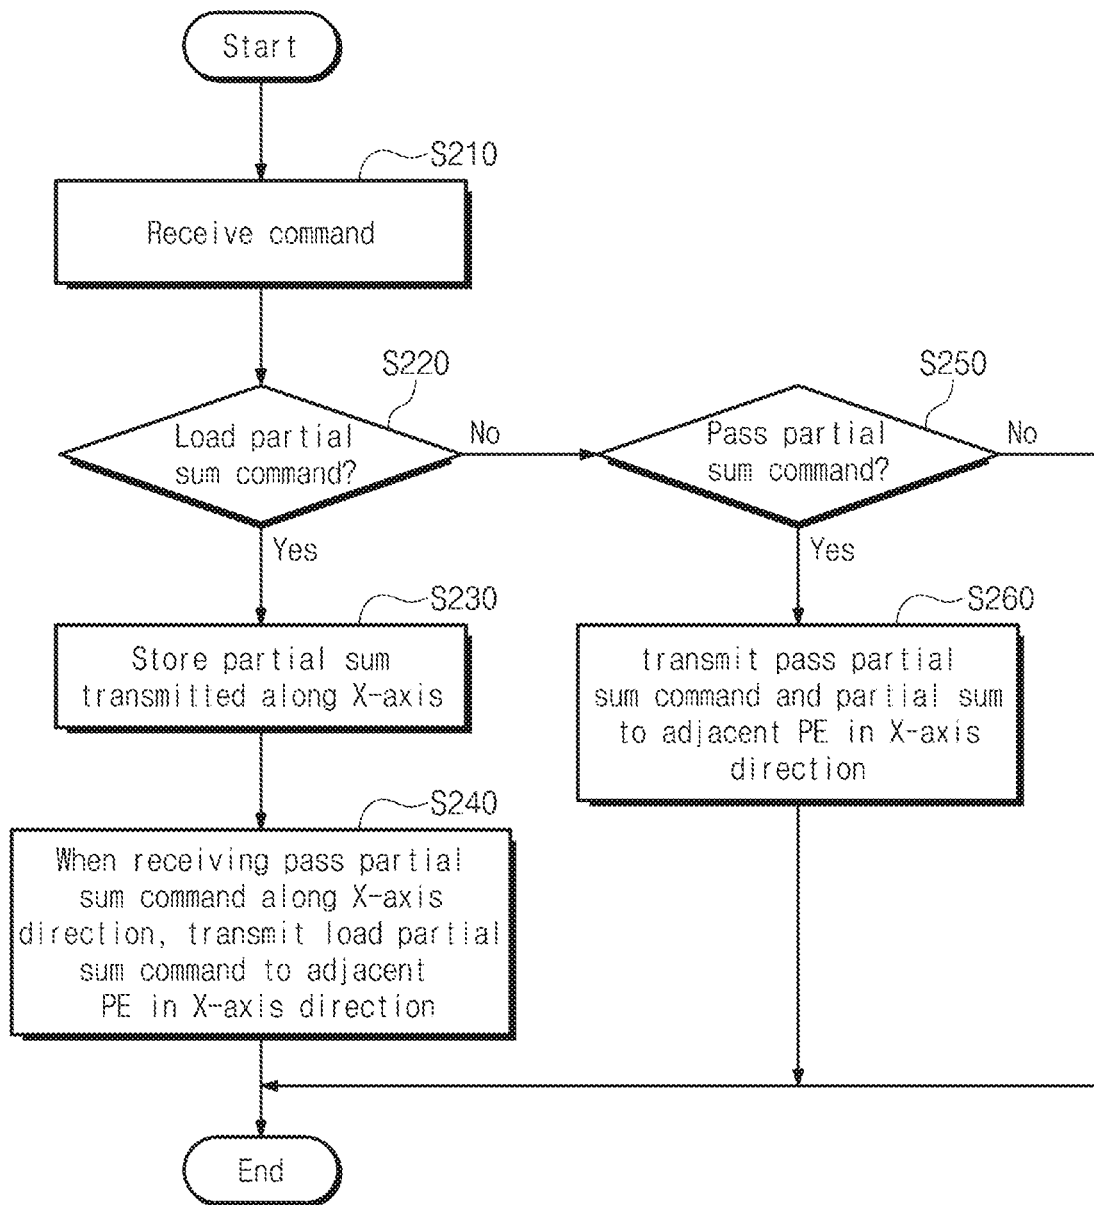 Start
S210
Receive command
S220
Load partial
sum command?
No
Yes
S250
Pass partial
sum command?
No
Yes
S230
Store partial sum
transmitted along X-axis
S260
transmit pass partial
sum command and partial sum
to adjacent PE in X-axis
direction
S240
When receiving pass partial
sum command along X-axis
direction, transmit load partial
sum command to adjacent
PE in X-axis direction
End